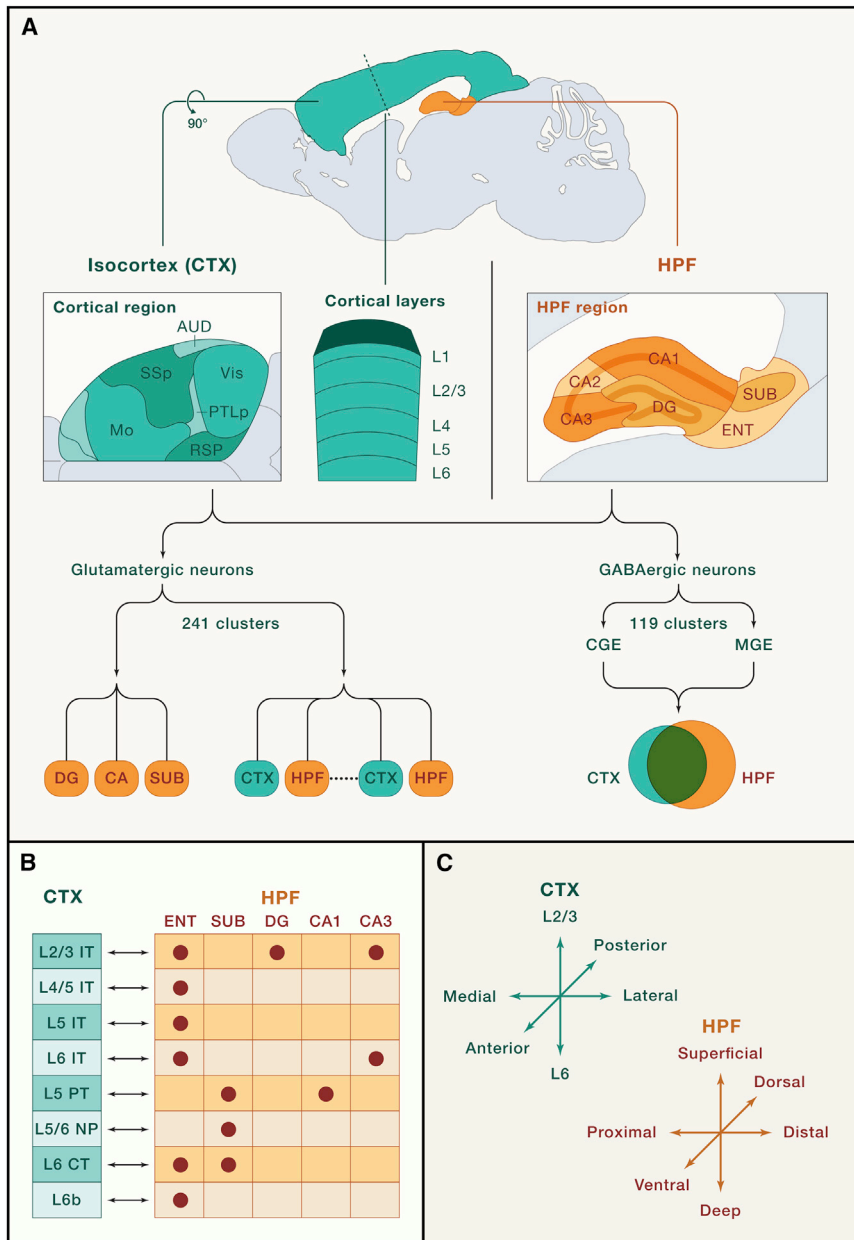 A
90°
Isocortex (CTX)
HPF
Cortical region
AUD
SSp
Vis
PTLp
Mo
RSP
Cortical layers
L1
L2/3
L4
L5
L6
HPF region
CA1
CA2
SUB
CA3
DG
ENT
Glutamatergic neurons
GABAergic neurons
241 clusters
119 clusters
CGE
MGE
DG
CA
SUB
CTX
HPF
CTX
HPF
CTX
HPF
B
CTX
HPF
ENT SUB DG CA1 CA3
L2/3 IT
L4/5 IT
L5 IT
L6 IT
L5 PT
L5/6 NP
L6 CT
L6b
C
CTX
L2/3
Posterior
Medial
Lateral
Anterior
L6
HPF
Superficial
Dorsal
Proximal
Distal
Ventral
Deep